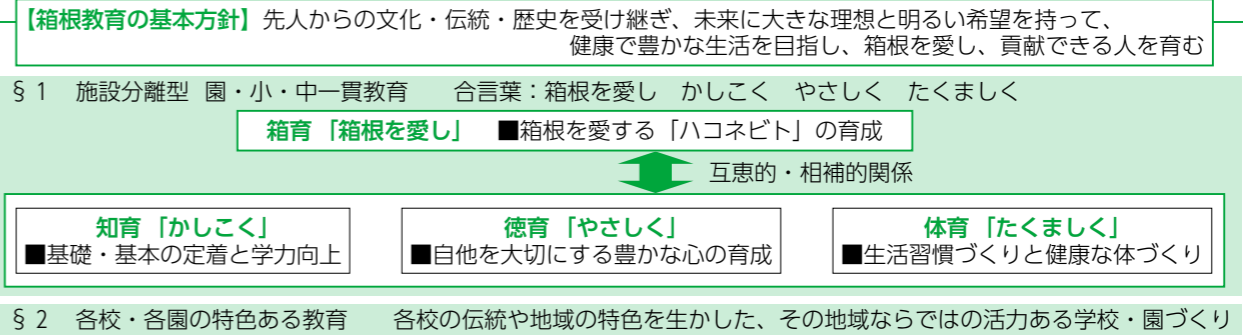 【箱根教育の基本方針】先人からの文化・伝統・歴史を受け継ぎ、未来に大きな理想と明るい希望を持って、
健康で豊かな生活を目指し、箱根を愛し、貢献できる人を育む
§1 施設分離型 園・小・中一貫教育 合言葉：箱根を愛し かしこく やさしく たくましく
箱育「箱根を愛し」 ■箱根を愛する「ハコネビト」の育成
互恵的・相補的関係
知育「かしこく」
■基礎・基本の定着と学力向上
徳育「やさしく」
■自他を大切にする豊かな心の育成
体育「たくましく」
■生活習慣づくりと健康な体づくり
§2 各校・各園の特色ある教育 各校の伝統や地域の特色を生かした、その地域ならではの活力ある学校・園づくり